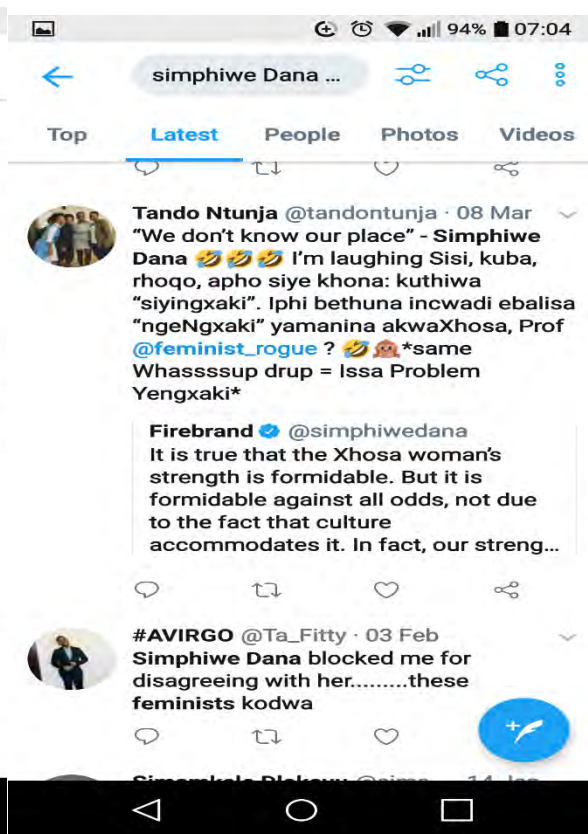 94% 07:04
simphiwe Dana ...
Top Latest People Photos Videos
Tando Ntunja @tandontunja · 08 Mar
“We don’t know our place” - Simphiwe
Dana 🤣🤣🤣 I’m laughing Sisi, kuba,
rhoqo, apho siye khona: kuthiwa
“siyingxaki”. Iphi bethuna incwadi ebalisa
“ngeNgxaki” yamanina akwaXhosa, Prof
@feminist_rogue ? 🤣🙊*same
Whasssssup drup = Issa Problem
Yengxaki*
Firebrand @simphiwedana
It is true that the Xhosa woman’s
strength is formidable. But it is
formidable against all odds, not due
to the fact that culture
accommodates it. In fact, our streng...
#AVIRGO @Ta_Fitty · 03 Feb
Simphiwe Dana blocked me for
disagreeing with her.........these
feminists kodwa